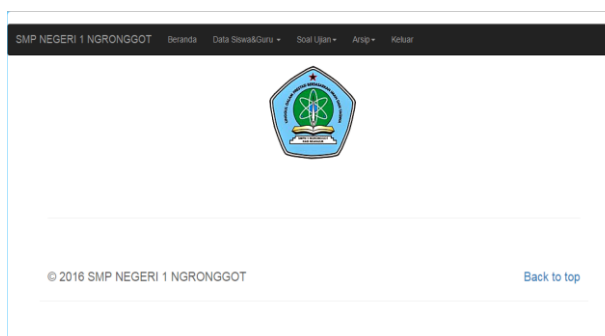 SMP NEGERI 1 NGRONGGOT Beranda Data Siswa&Guru Soal Ujian Arsip Keluar
© 2016 SMP NEGERI 1 NGRONGGOT Back to top